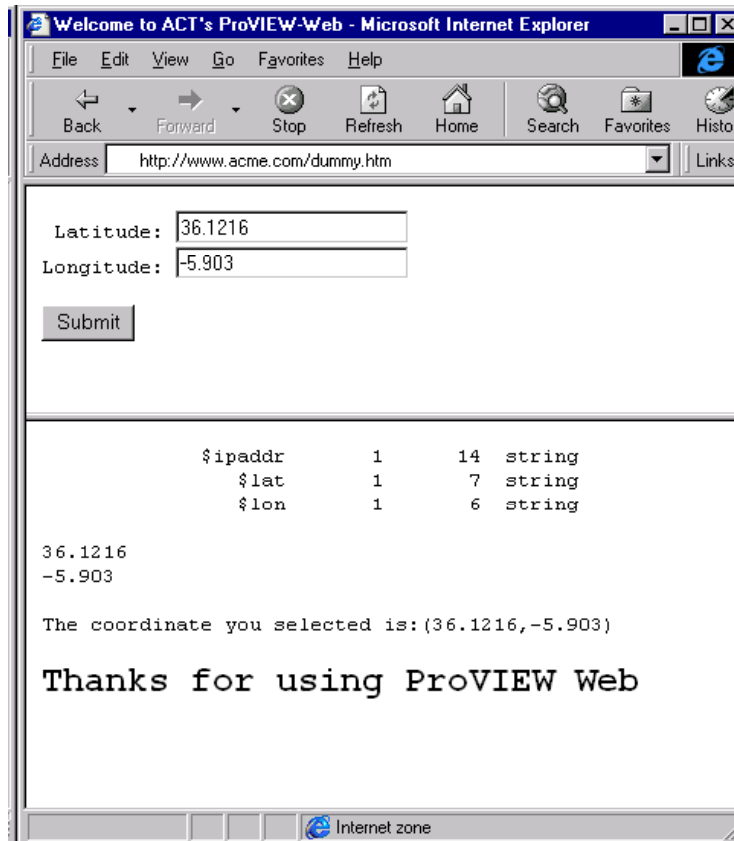 Welcome to ACT's ProVIEW-Web - Microsoft Internet Explorer
File Edit View Go Favorites Help
Back Forward Stop Refresh Home Search Favorites Histo
Address http://www.acme.com/dummy.htm Links
Latitude: 36.1216
Longitude: -5.903
Submit
$ipaddr 1 14 string
$lat 1 7 string
$lon 1 6 string
36.1216
-5.903
The coordinate you selected is:(36.1216,-5.903)
Thanks for using ProVIEW Web
Internet zone